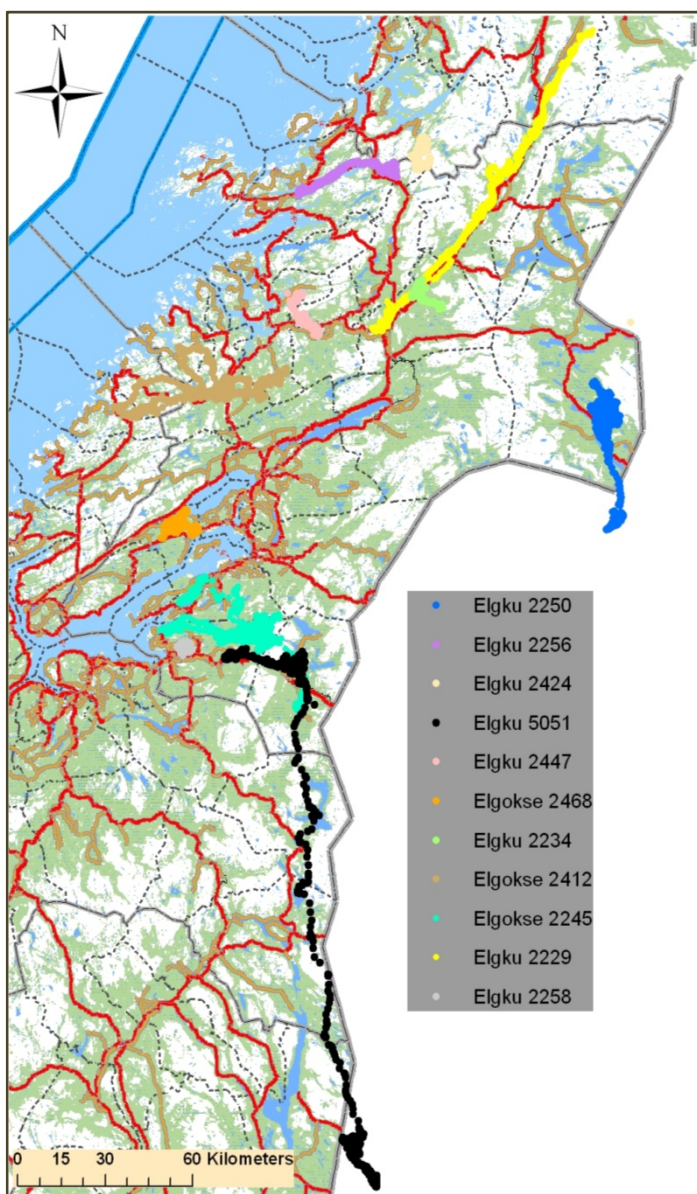 N
Elgku 2250
Elgku 2256
Elgku 2424
Elgku 5051
Elgku 2447
Elgokse 2468
Elgku 2234
Elgokse 2412
Elgokse 2245
Elgku 2229
Elgku 2258
0 15 30 60 Kilometers